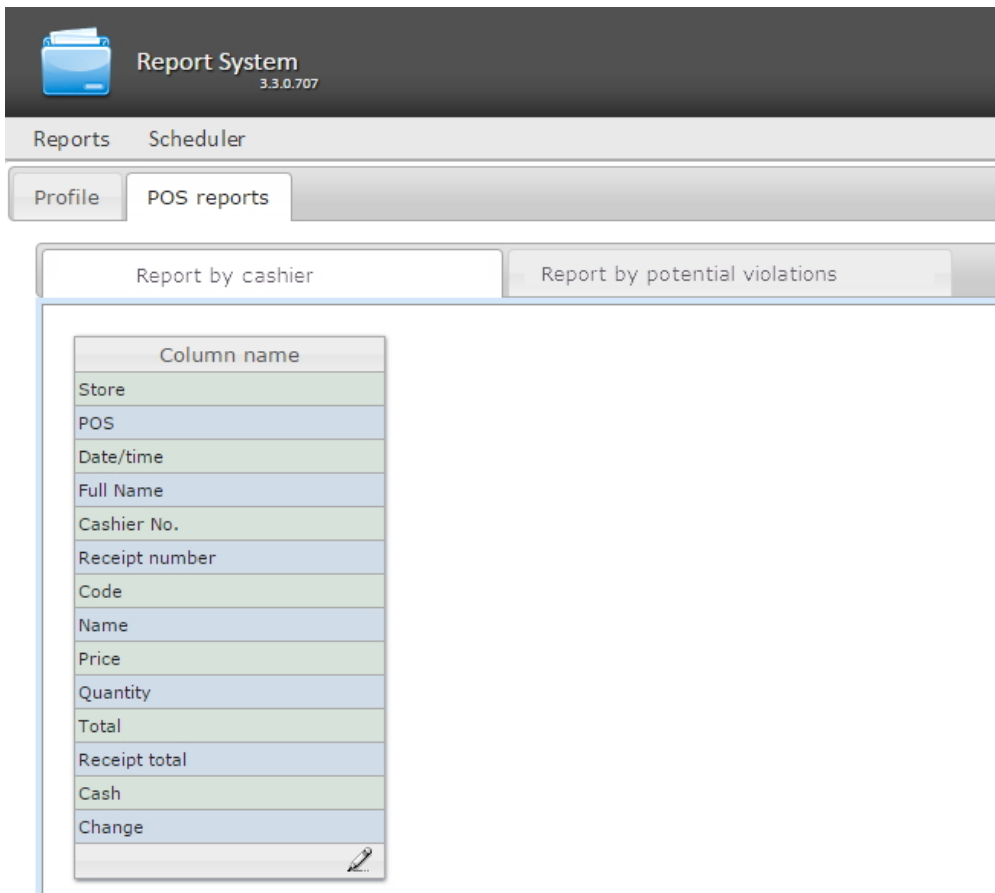 Report System
3.3.0.707
Reports Scheduler
Profile POS reports
Report by cashier Report by potential violations
Column name
Store
POS
Date/time
Full Name
Cashier No.
Receipt number
Code
Name
Price
Quantity
Total
Receipt total
Cash
Change